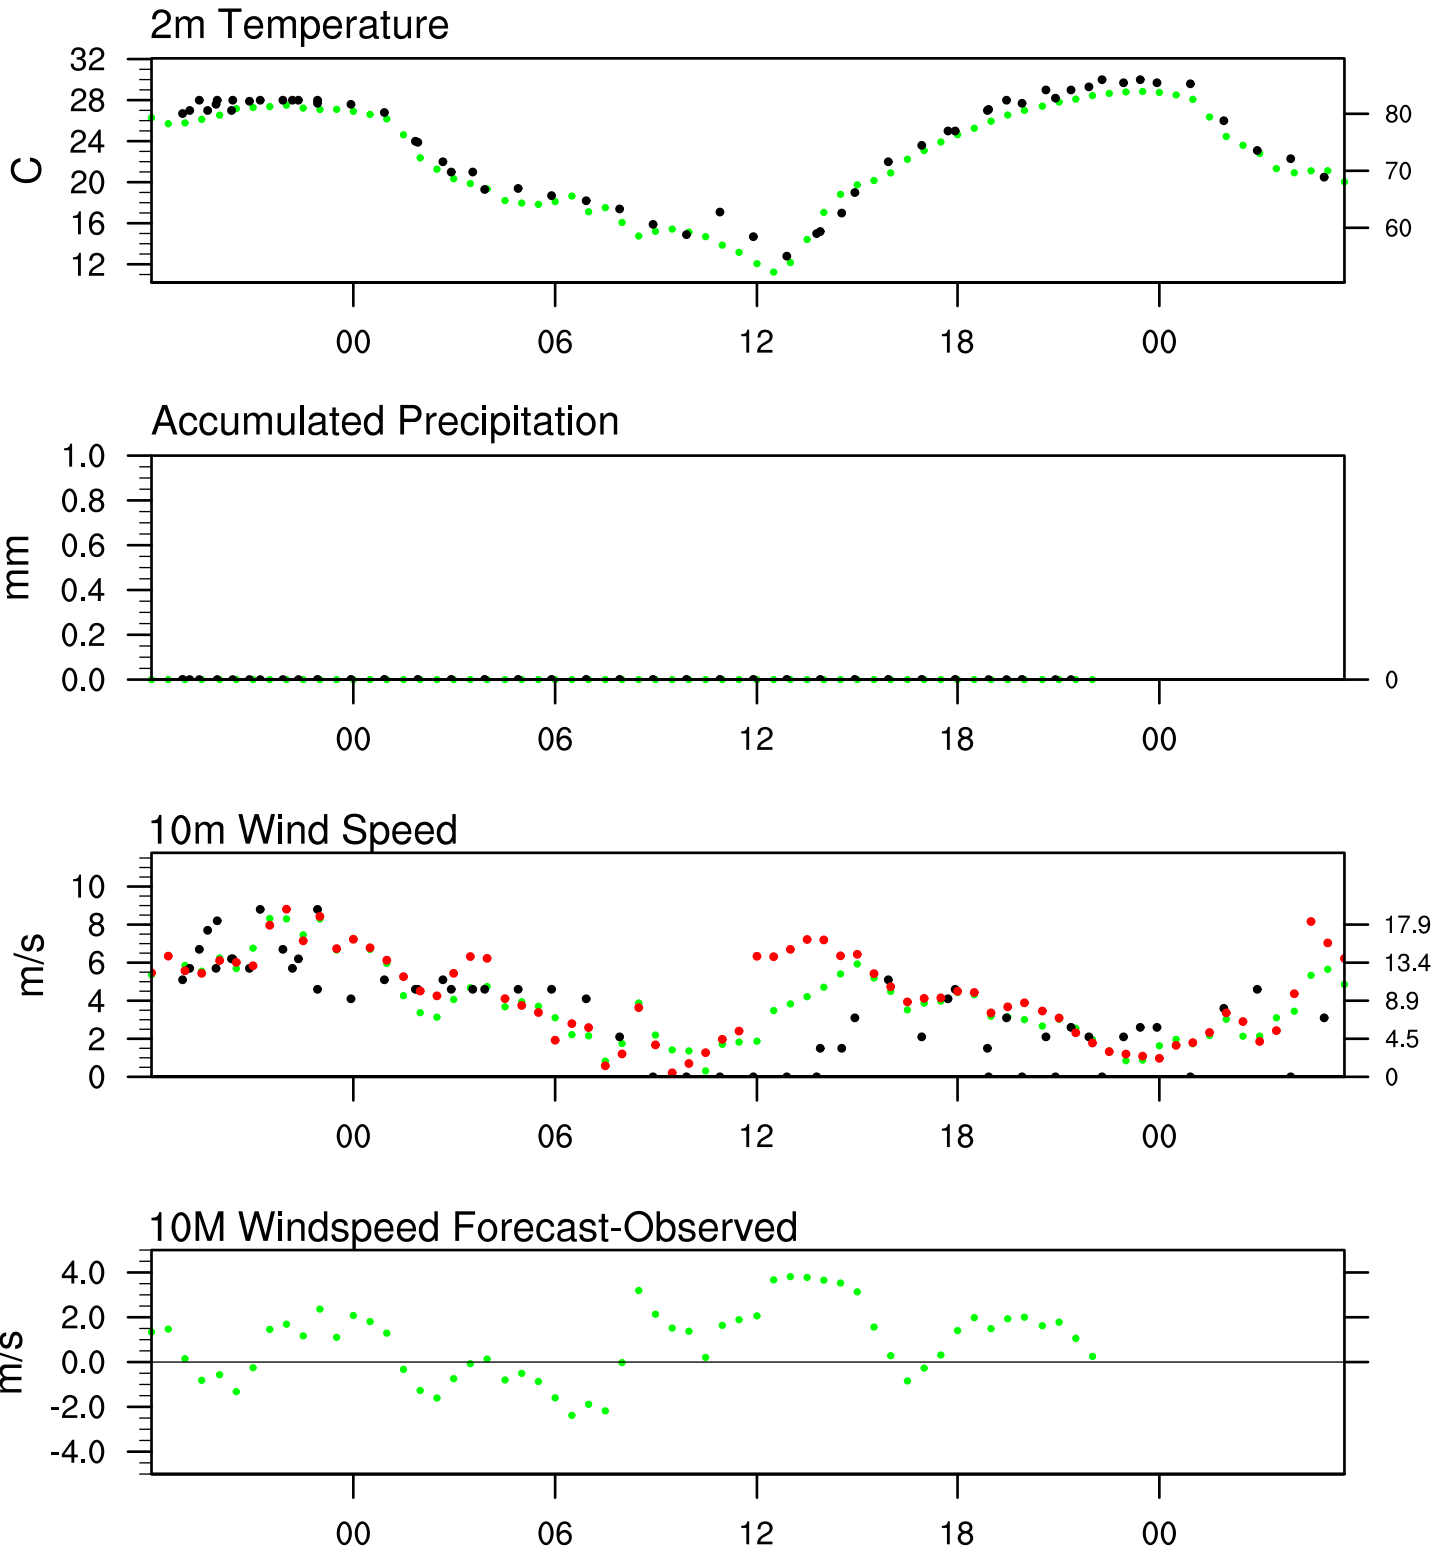 2m Temperature
32
28
24
20
16
12
C
80
70
60
00 06 12 18 00
Accumulated Precipitation
1.0
0.8
0.6
0.4
0.2
0.0
mm
0
00 06 12 18 00
10m Wind Speed
10
8
6
4
2
0
m/s
17.9
13.4
8.9
4.5
0
00 06 12 18 00
10M Windspeed Forecast-Observed
4.0
2.0
0.0
-2.0
-4.0
m/s
00 06 12 18 00